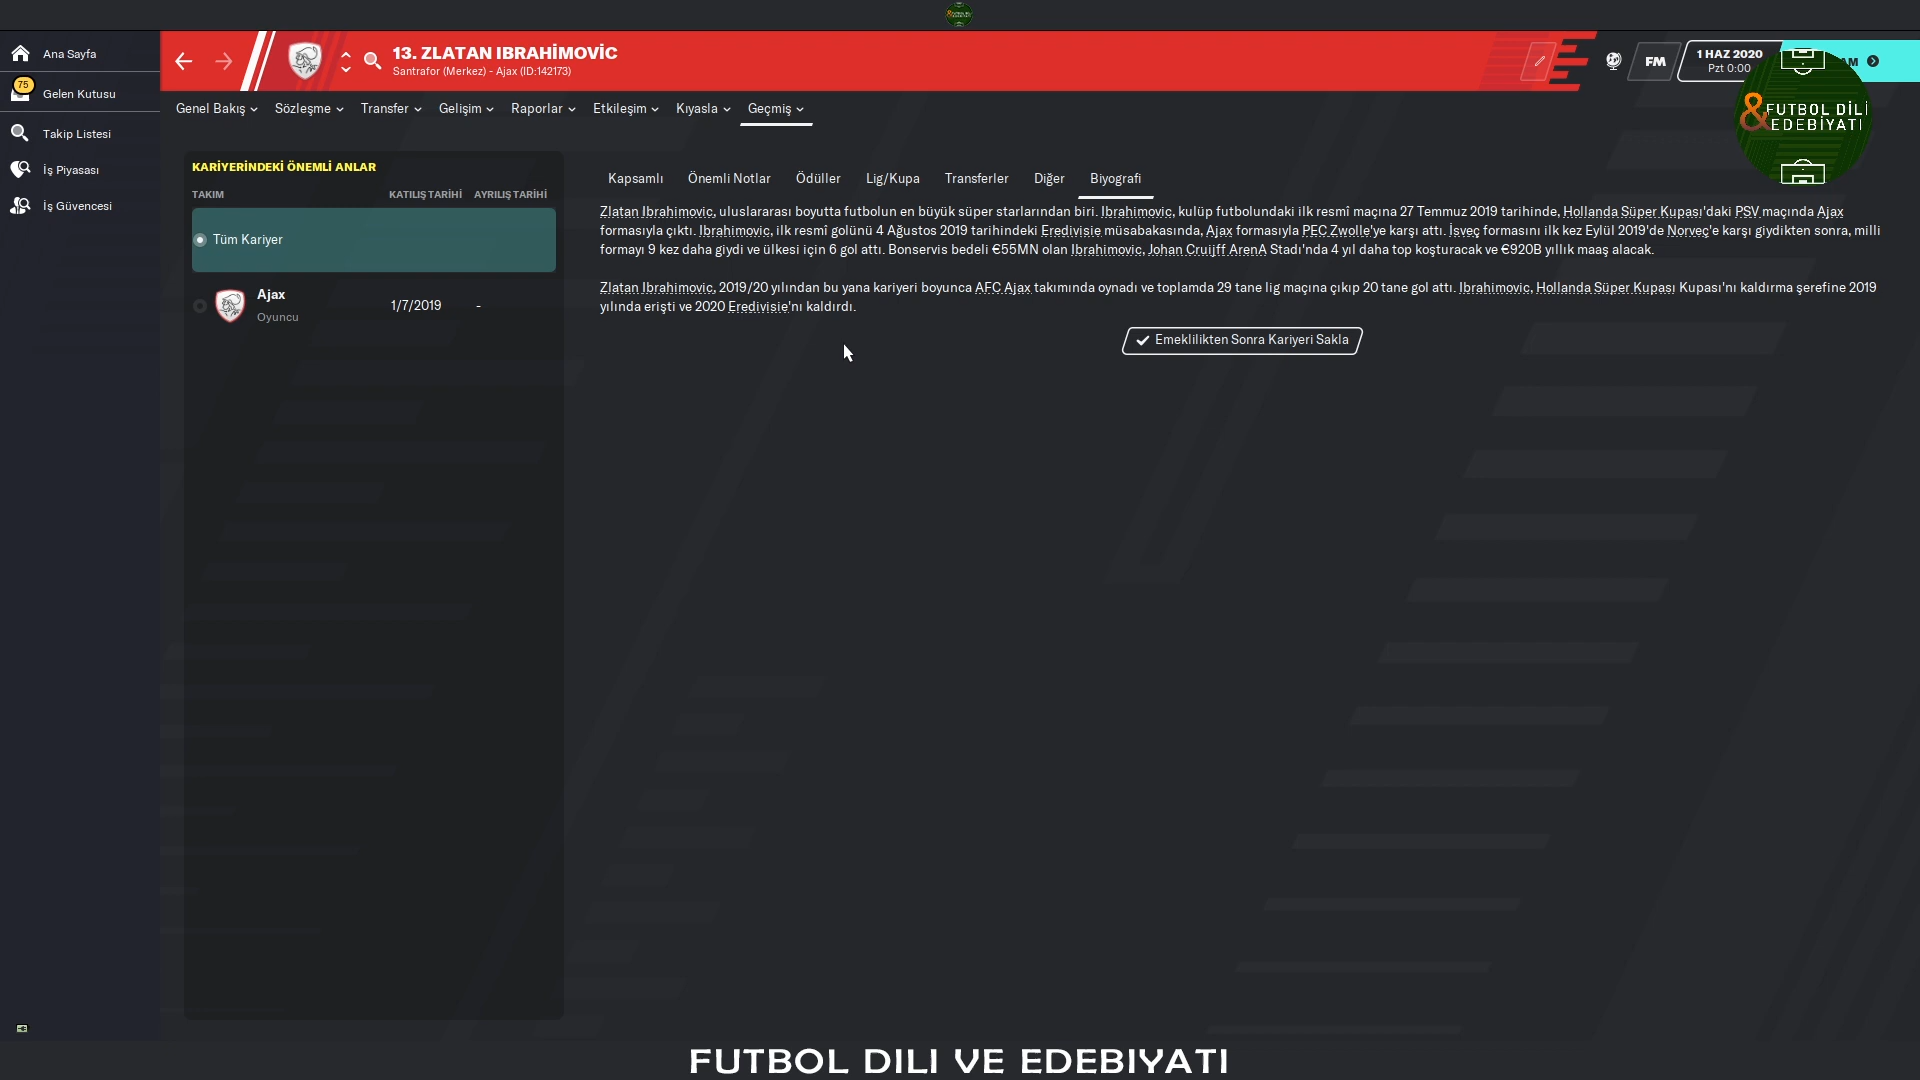 Ana Sayfa
75
Gelen Kutusu
Takip Listesi
İş Piyasası
İş Güvencesi
13. ZLATAN IBRAHİMOVİC
Santrafor (Merkez) - Ajax (ID:142173)
FM
1 HAZ 2020
Pzt 0:00
AM
& FUTBOL DİLİ
EDEBİYATI
Genel Bakış Sözleşme Transfer Gelişim Raporlar Etkileşim Kıyasla Geçmiş
KARİYERİNDEKİ ÖNEMLİ ANLAR
TAKIM KATILIŞ TARİHİ AYRILIŞ TARİHİ
Tüm Kariyer
Ajax
Oyuncu
1/7/2019 -
Kapsamlı Önemli Notlar Ödüller Lig/Kupa Transferler Diğer Biyografi
Zlatan Ibrahimovic, uluslararası boyutta futbolun en büyük süper starlarından biri. Ibrahimovic, kulüp futbolundaki ilk resmî maçına 27 Temmuz 2019 tarihinde, Hollanda Süper Kupası'daki PSV maçında Ajax
formasıyla çıktı. Ibrahimovic, ilk resmî golünü 4 Ağustos 2019 tarihindeki Eredivisie müsabakasında, Ajax formasıyla PEC Zwolle'ye karşı attı. İsveç formasını ilk kez Eylül 2019'de Norveç'e karşı giydikten sonra, milli
formayı 9 kez daha giydi ve ülkesi için 6 gol attı. Bonservis bedeli €55MN olan Ibrahimovic, Johan Cruijff ArenA Stadı'nda 4 yıl daha top koşturacak ve €920B yıllık maaş alacak.
Zlatan Ibrahimovic, 2019/20 yılından bu yana kariyeri boyunca AFC Ajax takımında oynadı ve toplamda 29 tane lig maçına çıkıp 20 tane gol attı. Ibrahimovic, Hollanda Süper Kupası Kupası'nı kaldırma şerefine 2019
yılında erişti ve 2020 Eredivisie'nı kaldırdı.
Emeklilikten Sonra Kariyeri Sakla
FUTBOL DILI VE EDEBIYATI